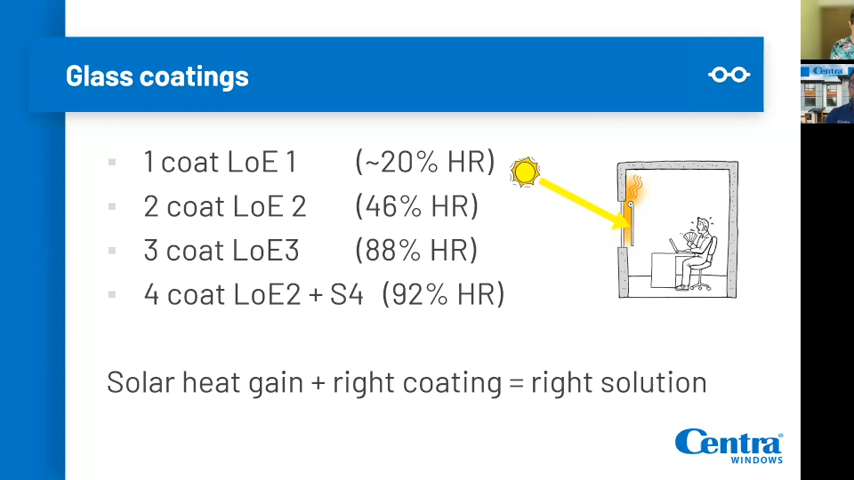 Glass coatings
1 coat LoE 1 (~20% HR)
2 coat LoE 2 (46% HR)
3 coat LoE3 (88% HR)
4 coat LoE2 + S4 (92% HR)
Solar heat gain + right coating = right solution
Centra®
WINDOWS
Centra